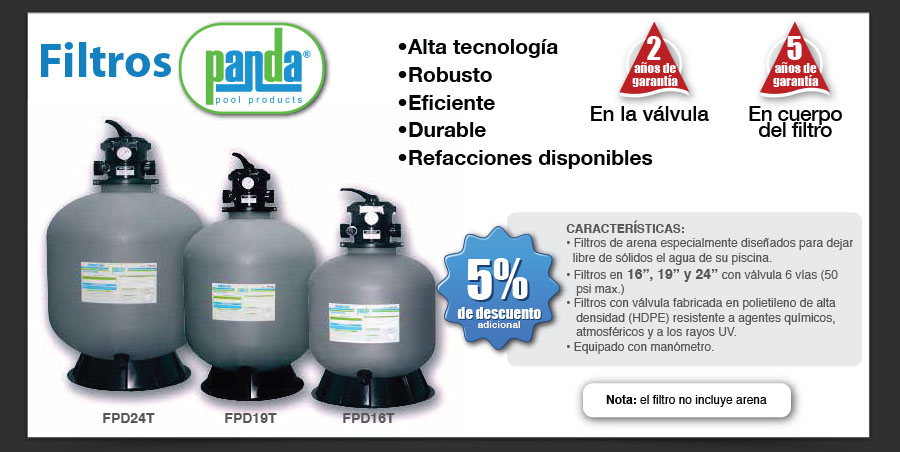 Filtros
panda®
pool products
•Alta tecnología
•Robusto
•Eficiente
•Durable
•Refacciones disponibles
2
años de
garantía
En la válvula
5
años de
garantía
En cuerpo
del filtro
5%
de descuento
adicional
CARACTERÍSTICAS:
• Filtros de arena especialmente diseñados para dejar
libre de sólidos el agua de su piscina.
• Filtros en 16”, 19” y 24” con válvula 6 vías (50
psi max.)
• Filtros con válvula fabricada en polietileno de alta
densidad (HDPE) resistente a agentes químicos,
atmosféricos y a los rayos UV.
• Equipado con manómetro.
Nota: el filtro no incluye arena
FPD24T
FPD19T
FPD16T